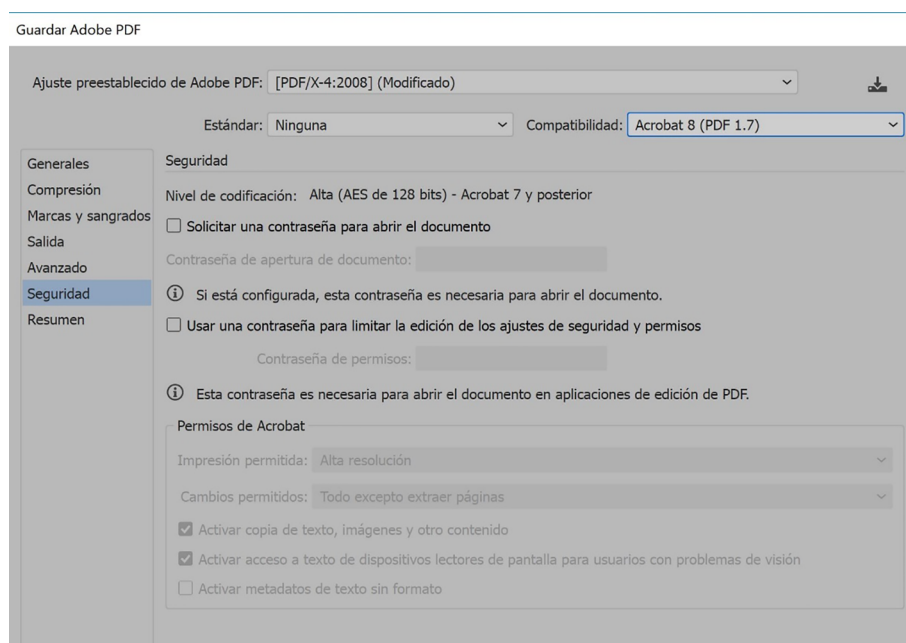 Guardar Adobe PDF
Ajuste preestablecido de Adobe PDF: [PDF/X-4:2008] (Modificado)
Estándar: Ninguna Compatibilidad: Acrobat 8 (PDF 1.7)
Generales
Compresión
Marcas y sangrados
Salida
Avanzado
Seguridad
Resumen
Seguridad
Nivel de codificación: Alta (AES de 128 bits) - Acrobat 7 y posterior
Solicitar una contraseña para abrir el documento
Contraseña de apertura de documento:
Si está configurada, esta contraseña es necesaria para abrir el documento.
Usar una contraseña para limitar la edición de los ajustes de seguridad y permisos
Contraseña de permisos:
Esta contraseña es necesaria para abrir el documento en aplicaciones de edición de PDF.
Permisos de Acrobat
Impresión permitida: Alta resolución
Cambios permitidos: Todo excepto extraer páginas
Activar copia de texto, imágenes y otro contenido
Activar acceso a texto de dispositivos lectores de pantalla para usuarios con problemas de visión
Activar metadatos de texto sin formato